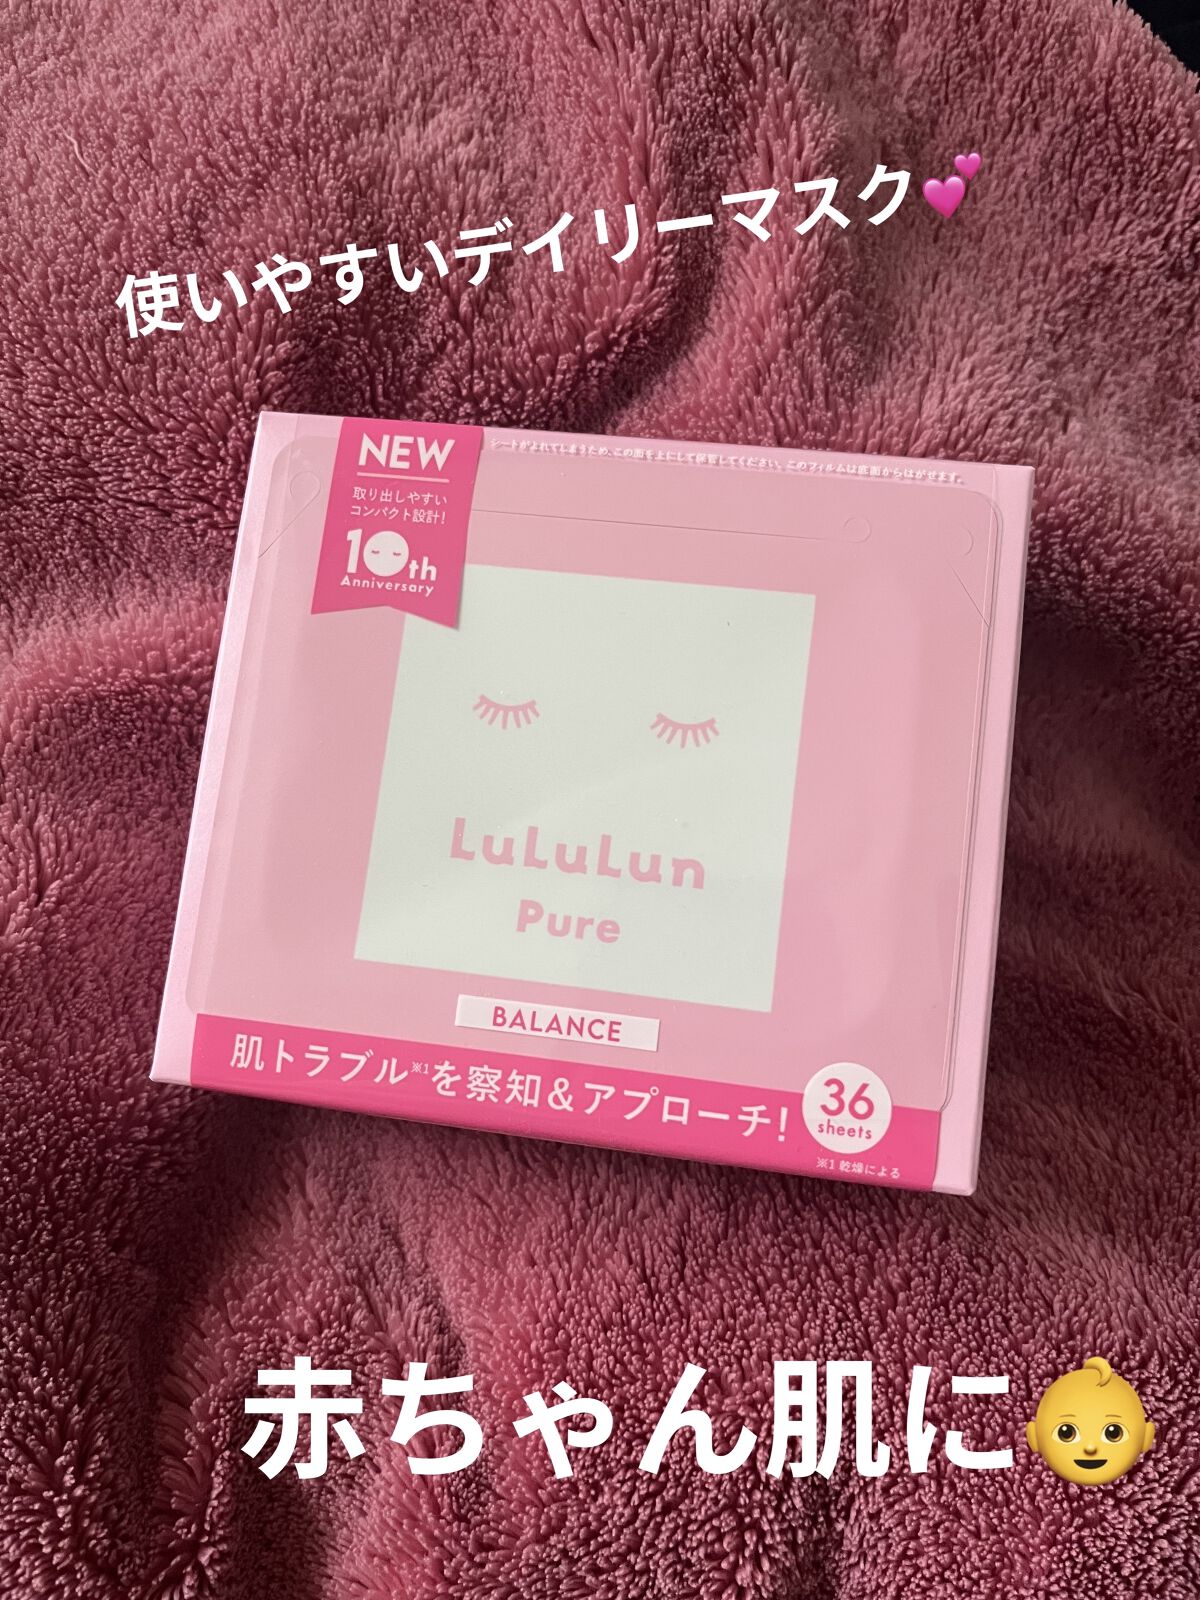 使いやすいデイリーマスク💕
シートがよれてしまうため、この面を上にして保管してください。このフィルムは底面からはがせます。
NEW
取り出しやすい
コンパクト設計!
10th
Anniversary
LuLuLun
Pure
BALANCE
肌トラブル※1を察知&アプローチ!
36
sheets
※1 乾燥による
赤ちゃん肌に👶